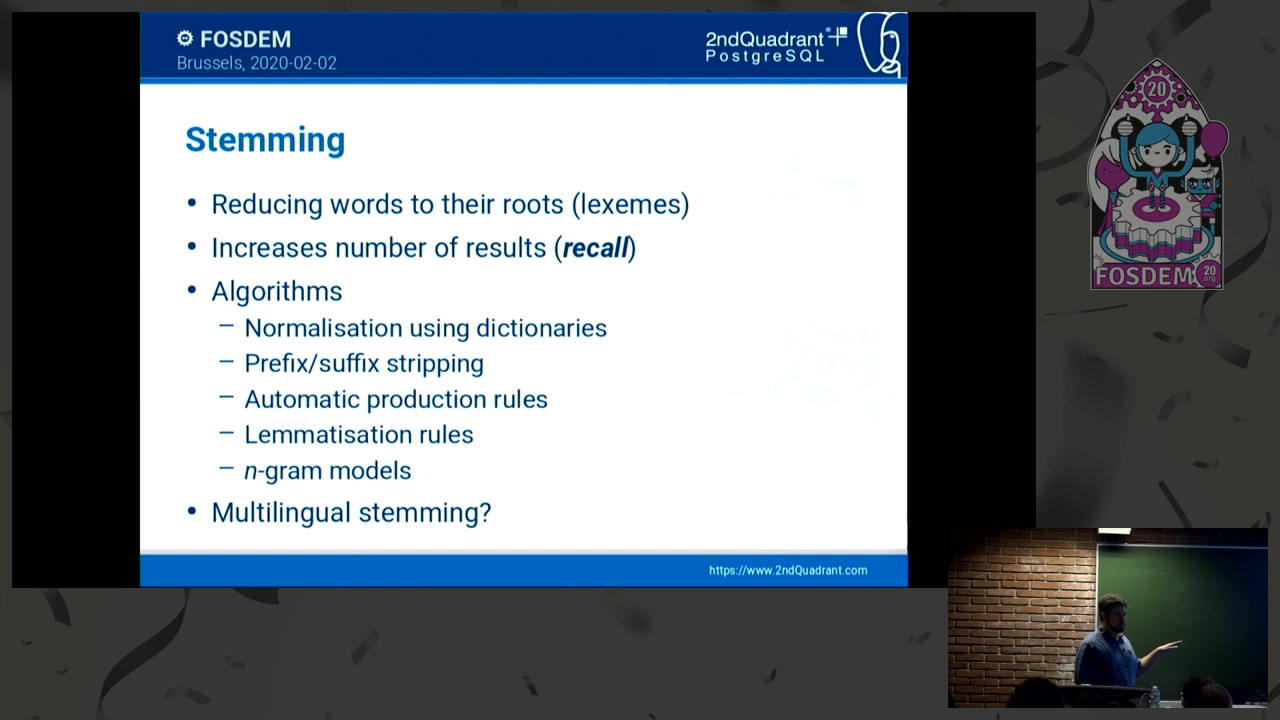 FOSDEM
Brussels, 2020-02-02
2ndQuadrant
PostgreSQL
Stemming
• Reducing words to their roots (lexemes)
• Increases number of results (recall)
• Algorithms
– Normalisation using dictionaries
– Prefix/suffix stripping
– Automatic production rules
– Lemmatisation rules
– n-gram models
• Multilingual stemming?
https://www.2ndQuadrant.com
20
FOSDEM
20
.org